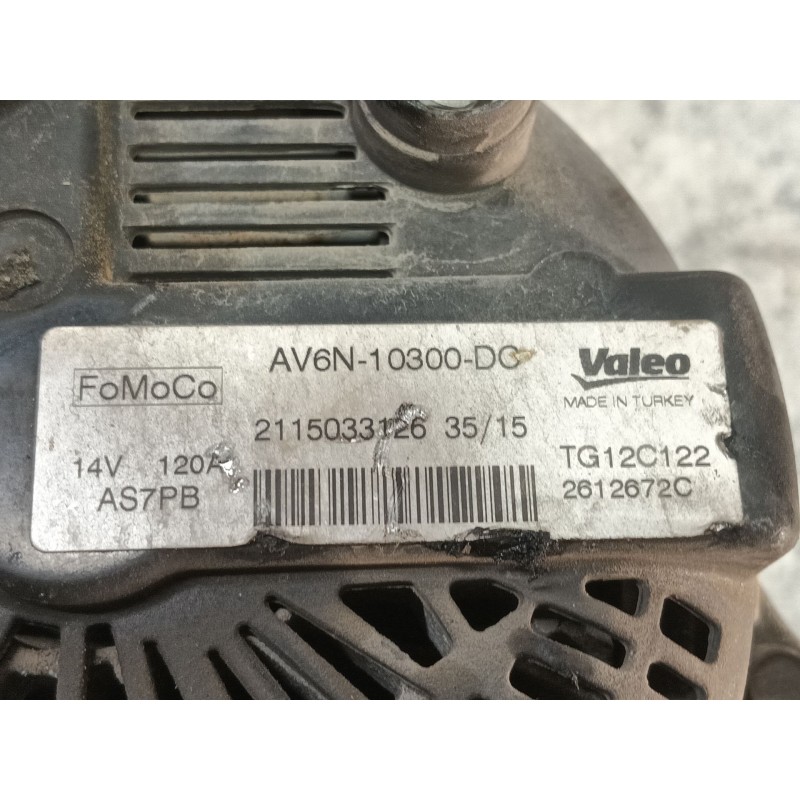 FoMoCo
14V 120A
AS7PB
AV6N-10300-DC
2115033126 35/15
Valeo
MADE IN TURKEY
TG12C122
2612672C